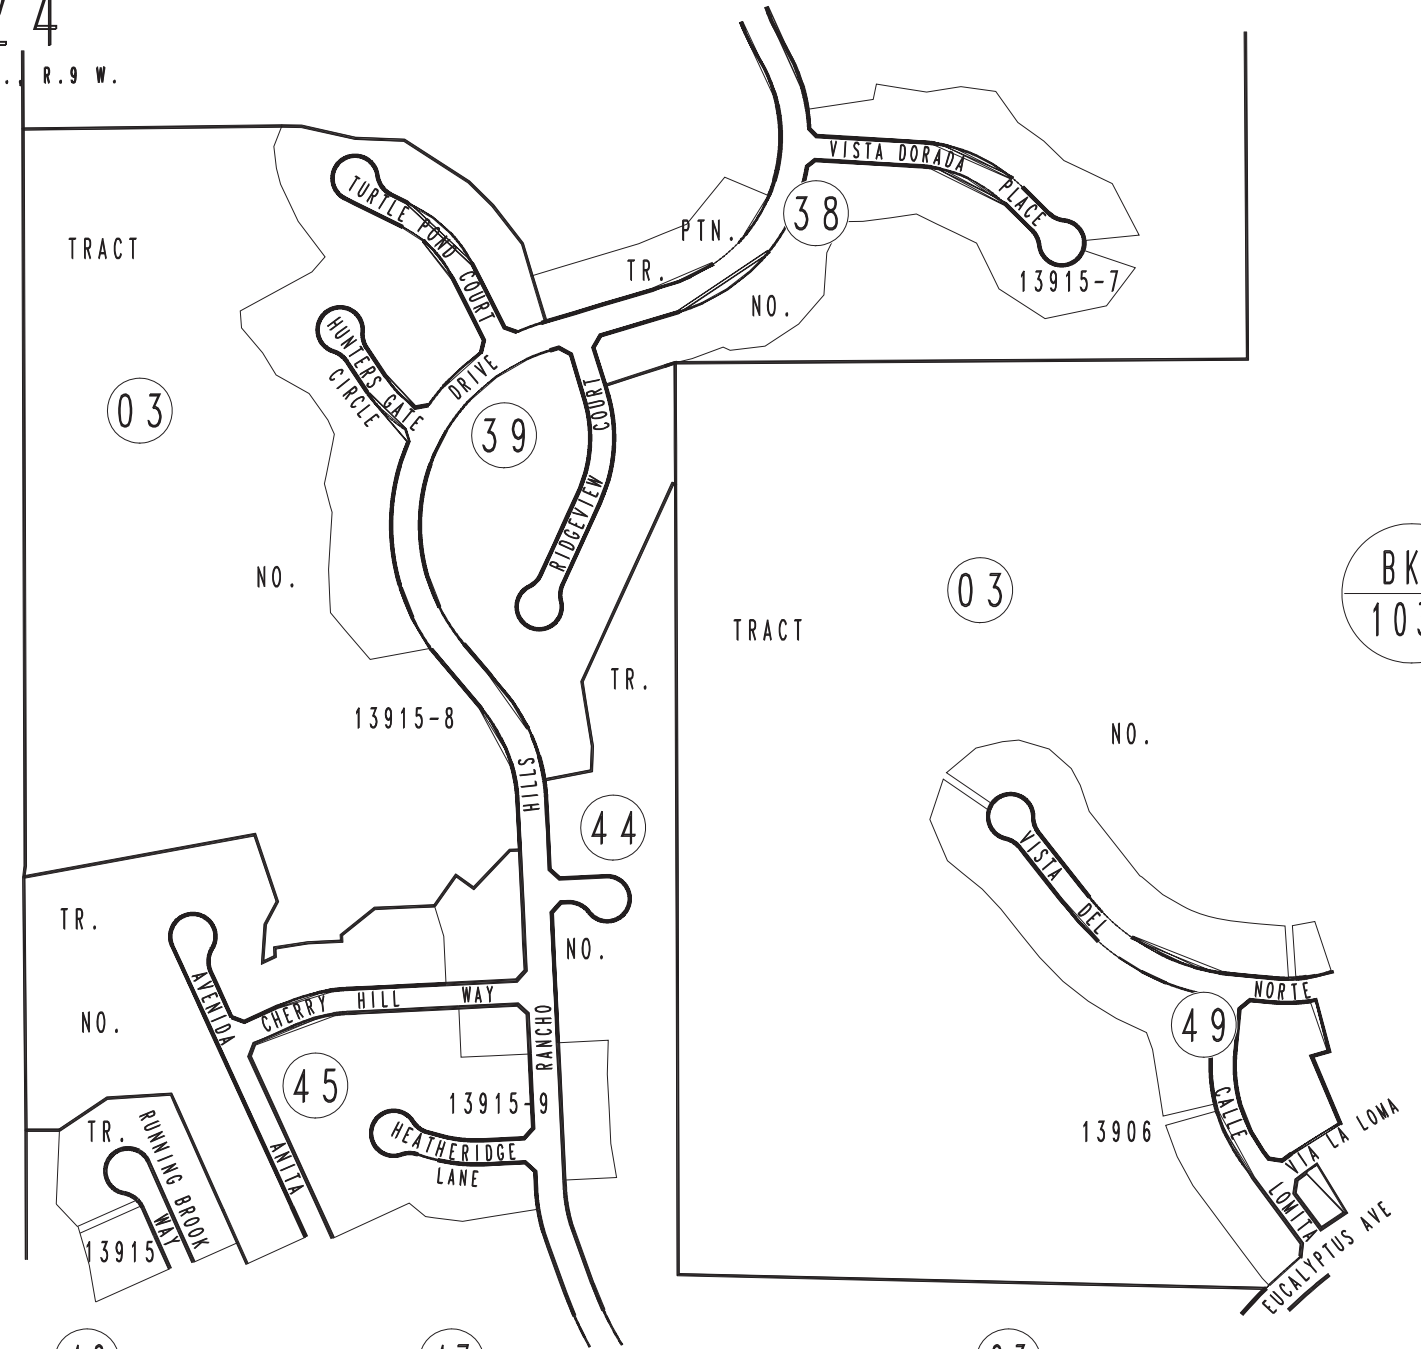 4
R.9 W.
VISTA DORADA PLACE
TURTLE POND COURT
38
PTN.
TRACT
TR.
13915-7
NO.
HUNTERS GATE
CIRCLE
DRIVE
COURT
03
39
RIDGEVIEW
NO.
03
BK
103
TRACT
TR.
13915-8
NO.
HILLS
44
VISTA DEL NORTE
TR.
NO.
AVENIDA
CHERRY HILL WAY
NO.
RANCHO
49
45
13915-9
CALLE
TR.
RUNNING BROOK
WAY
HEATHERIDGE
LANE
13906
VIA LA LOMA
ANITA
LOMITA
13915
EUCALYPTUS AVE